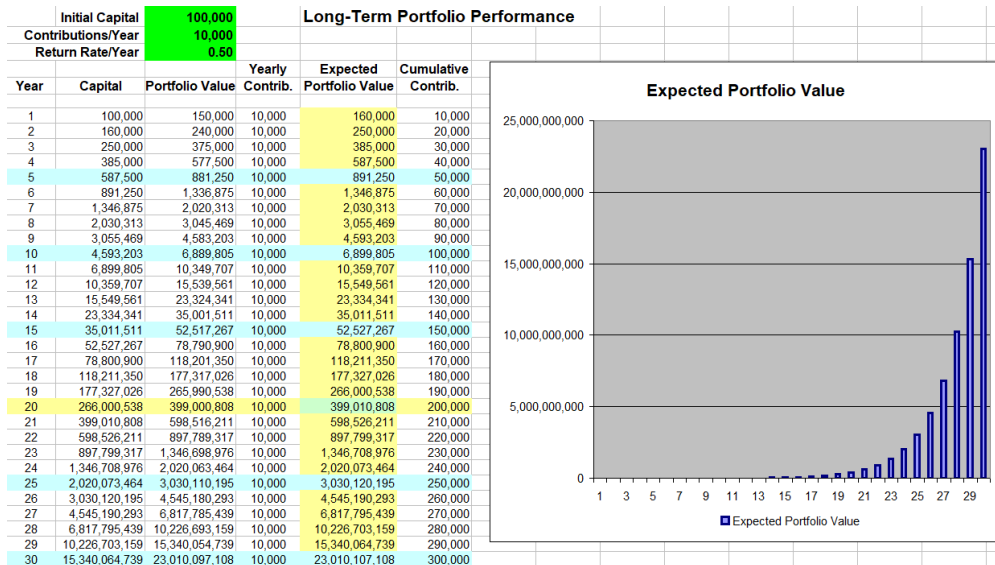 Initial Capital 100,000 Long-Term Portfolio Performance
Contributions/Year 10,000
Return Rate/Year 0.50
Yearly Expected Cumulative
Year Capital Portfolio Value Contrib. Portfolio Value Contrib.
1 100,000 150,000 10,000 160,000 10,000
2 160,000 240,000 10,000 250,000 20,000
3 250,000 375,000 10,000 385,000 30,000
4 385,000 577,500 10,000 587,500 40,000
5 587,500 881,250 10,000 891,250 50,000
6 891,250 1,336,875 10,000 1,346,875 60,000
7 1,346,875 2,020,313 10,000 2,030,313 70,000
8 2,030,313 3,045,469 10,000 3,055,469 80,000
9 3,055,469 4,583,203 10,000 4,593,203 90,000
10 4,593,203 6,889,805 10,000 6,899,805 100,000
11 6,899,805 10,349,707 10,000 10,359,707 110,000
12 10,359,707 15,539,561 10,000 15,549,561 120,000
13 15,549,561 23,324,341 10,000 23,334,341 130,000
14 23,334,341 35,001,511 10,000 35,011,511 140,000
15 35,011,511 52,517,267 10,000 52,527,267 150,000
16 52,527,267 78,790,900 10,000 78,800,900 160,000
17 78,800,900 118,201,350 10,000 118,211,350 170,000
18 118,211,350 177,317,026 10,000 177,327,026 180,000
19 177,327,026 265,990,538 10,000 266,000,538 190,000
20 266,000,538 399,000,808 10,000 399,010,808 200,000
21 399,010,808 598,516,211 10,000 598,526,211 210,000
22 598,526,211 897,789,317 10,000 897,799,317 220,000
23 897,799,317 1,346,698,976 10,000 1,346,708,976 230,000
24 1,346,708,976 2,020,063,464 10,000 2,020,073,464 240,000
25 2,020,073,464 3,030,110,195 10,000 3,030,120,195 250,000
26 3,030,120,195 4,545,180,293 10,000 4,545,190,293 260,000
27 4,545,190,293 6,817,785,439 10,000 6,817,795,439 270,000
28 6,817,795,439 10,226,693,159 10,000 10,226,703,159 280,000
29 10,226,703,159 15,340,054,739 10,000 15,340,064,739 290,000
30 15,340,064,739 23,010,097,108 10,000 23,010,107,108 300,000
Expected Portfolio Value
25,000,000,000
20,000,000,000
15,000,000,000
10,000,000,000
5,000,000,000
0
1 3 5 7 9 11 13 15 17 19 21 23 25 27 29
Expected Portfolio Value